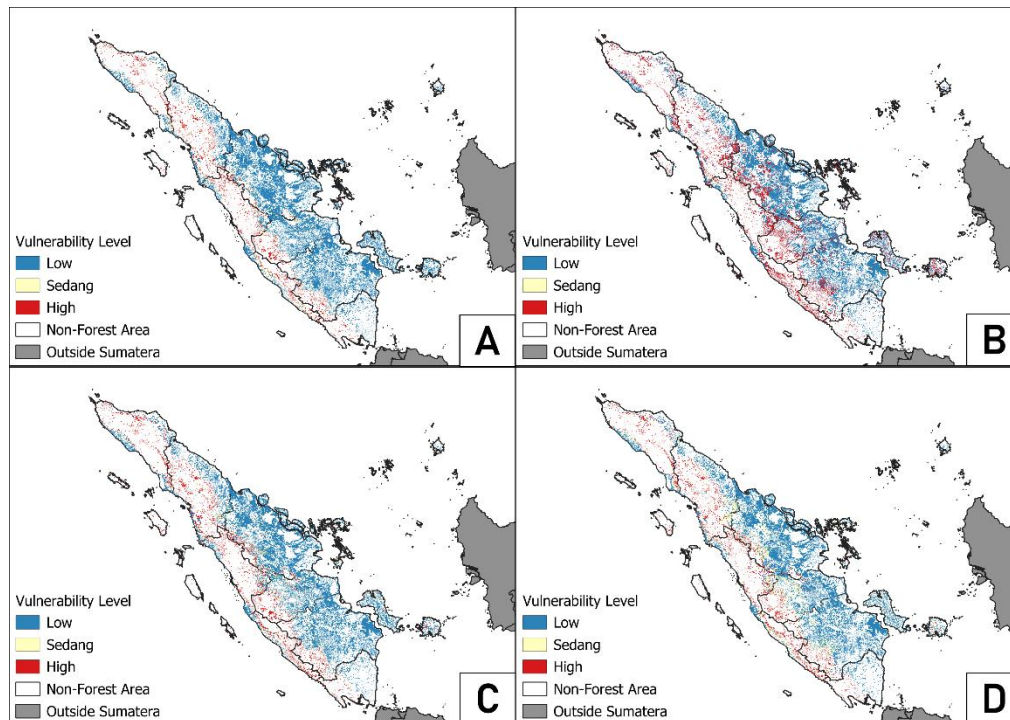 Vulnerability Level
Low
Sedang
High
Non-Forest Area
Outside Sumatera
A
Vulnerability Level
Low
Sedang
High
Non-Forest Area
Outside Sumatera
B
Vulnerability Level
Low
Sedang
High
Non-Forest Area
Outside Sumatera
C
Vulnerability Level
Low
Sedang
High
Non-Forest Area
Outside Sumatera
D